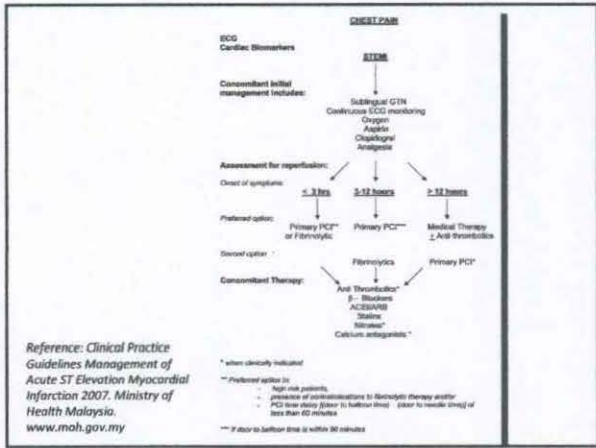 CHEST PAIN
ECG
Cardiac Biomarkers
STEMI
Concomitant initial
management includes:
Sublingual GTN
Continuous ECG monitoring
Oxygen
Aspirin
Clopidogrel
Analgesia
Assessment for reperfusion:
Onset of symptoms:
< 3 hrs 3-12 hours > 12 hours
Preferred option:
Primary PCI** or Fibrinolytic Primary PCI*** Medical Therapy
± Anti-thrombotics
Second option
Fibrinolytics Primary PCI*
Concomitant Therapy:
Anti Thrombotics*
β – Blockers
ACEI/ARB
Statins
Nitrates*
Calcium antagonists *
* when clinically indicated
** Preferred option in:
- high risk patients,
- presence of contraindications to fibrinolytic therapy and/or
- PCI time delay [(door to balloon time) – (door to needle time)] of
less than 60 minutes
*** if door to balloon time is within 90 minutes
Reference: Clinical Practice
Guidelines Management of
Acute ST Elevation Myocardial
Infarction 2007. Ministry of
Health Malaysia.
www.moh.gov.my